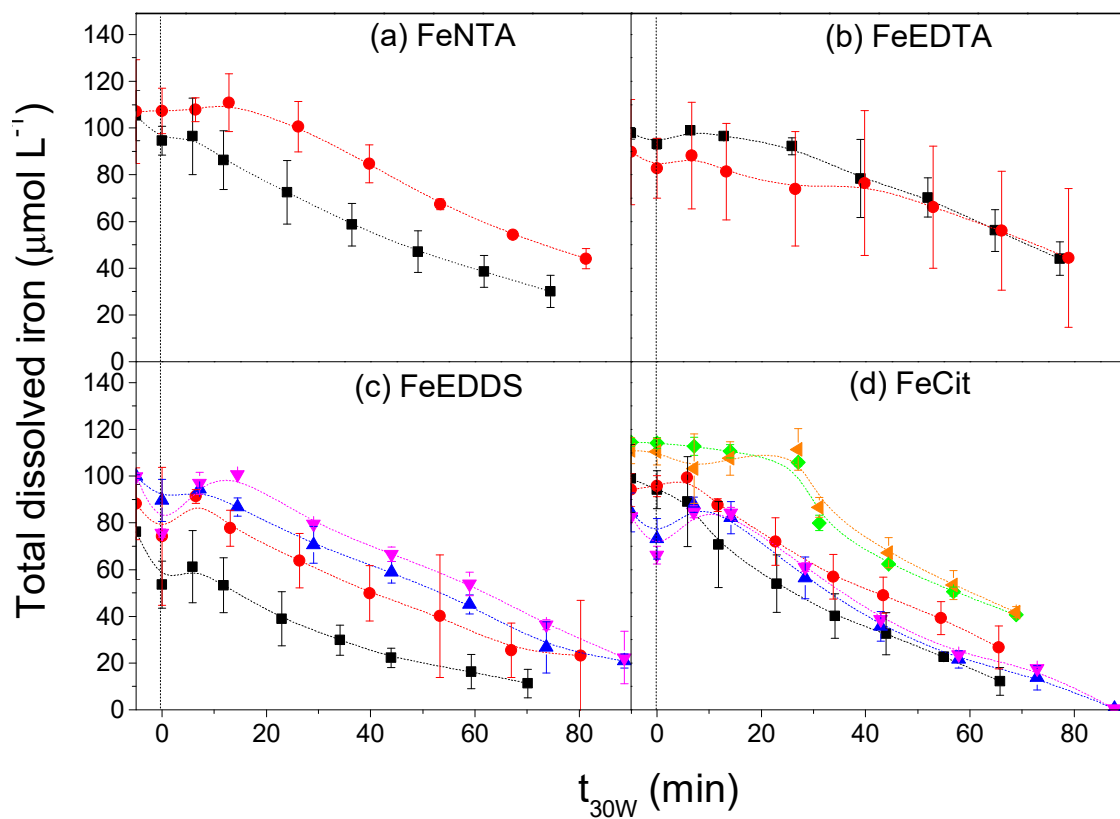 (a) FeNTA
(b) FeEDTA
140
120
100
80
60
40
20
0
(c) FeEDDS
(d) FeCit
140
120
100
80
60
40
20
0
0 20 40 60 80 0 20 40 60 80
Total dissolved iron (μmol L⁻¹)
t₃₀W (min)